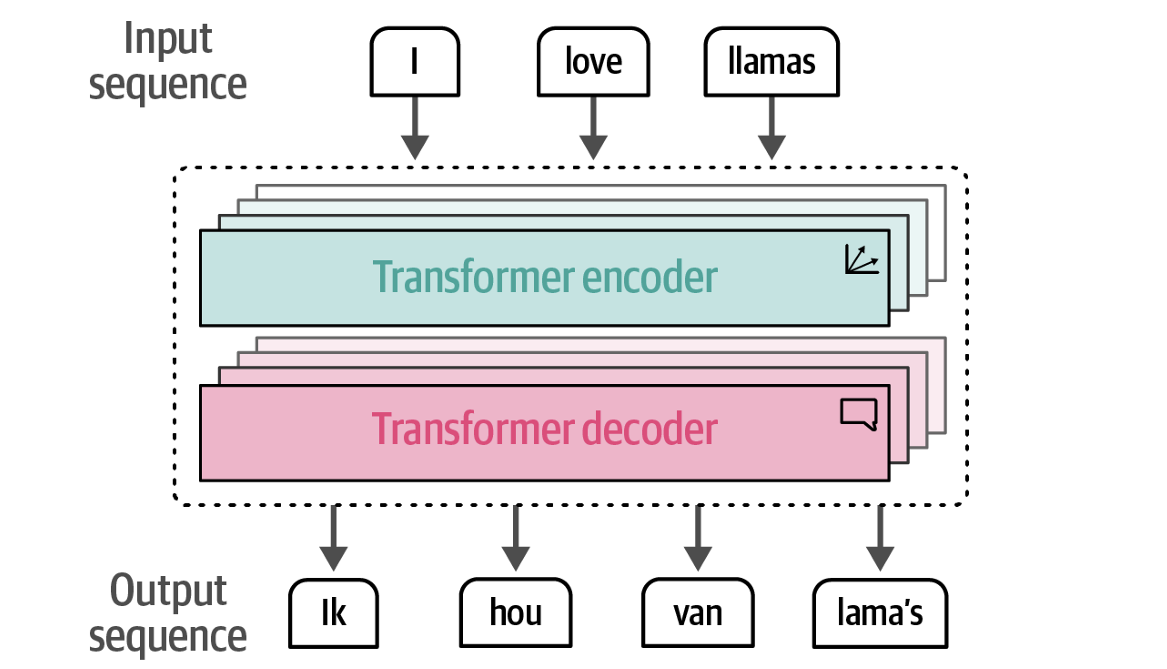 Input
sequence
I love llamas
Transformer encoder
Transformer decoder
Output
sequence
Ik hou van lama’s